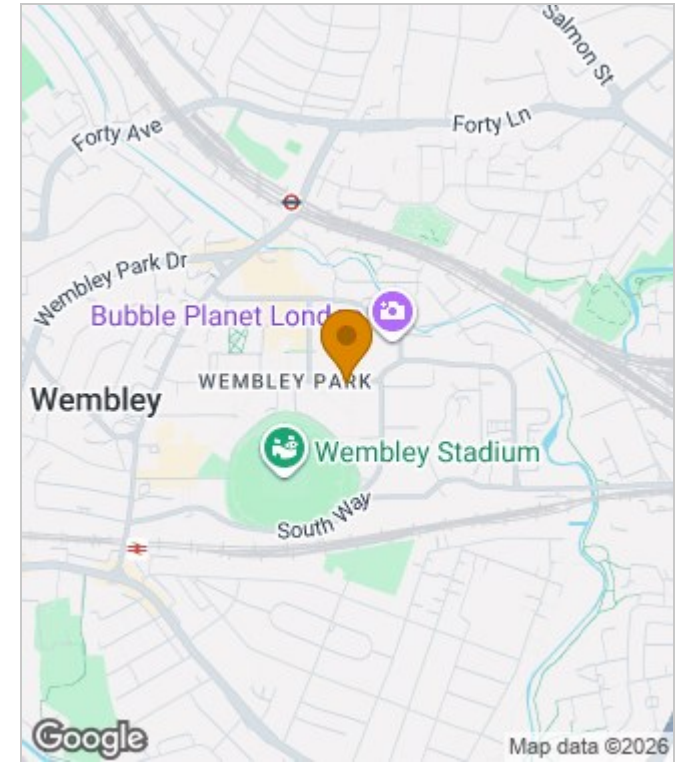 Salmon St
Forty Ave
Forty Ln
Wembley Park Dr
Bubble Planet Lond
WEMBLEY PARK
Wembley
Wembley Stadium
South Way
Google
Map data ©2026